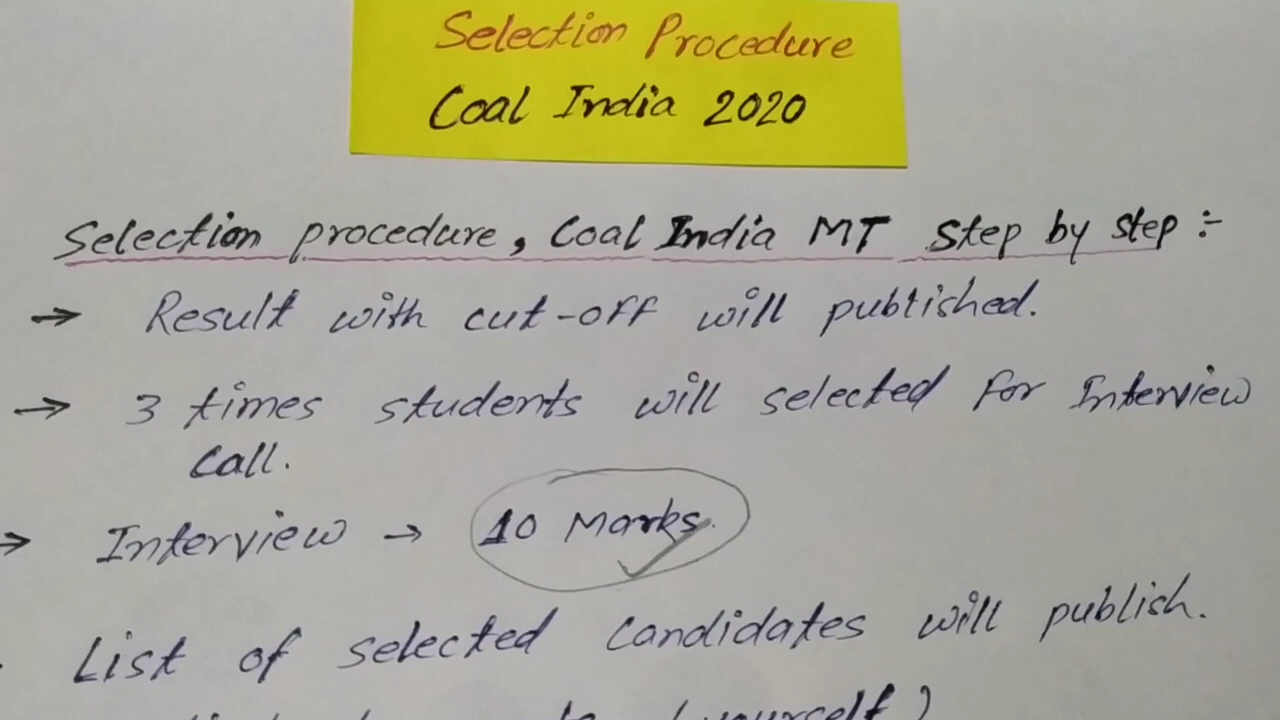 Selection Procedure
Coal India 2020
Selection procedure, Coal India MT step by step :-
→ Result with cut-off will published.
→ 3 times students will selected for Interview
Call.
→ Interview → 10 Marks.
List of selected Candidates will publish.
(yourself)